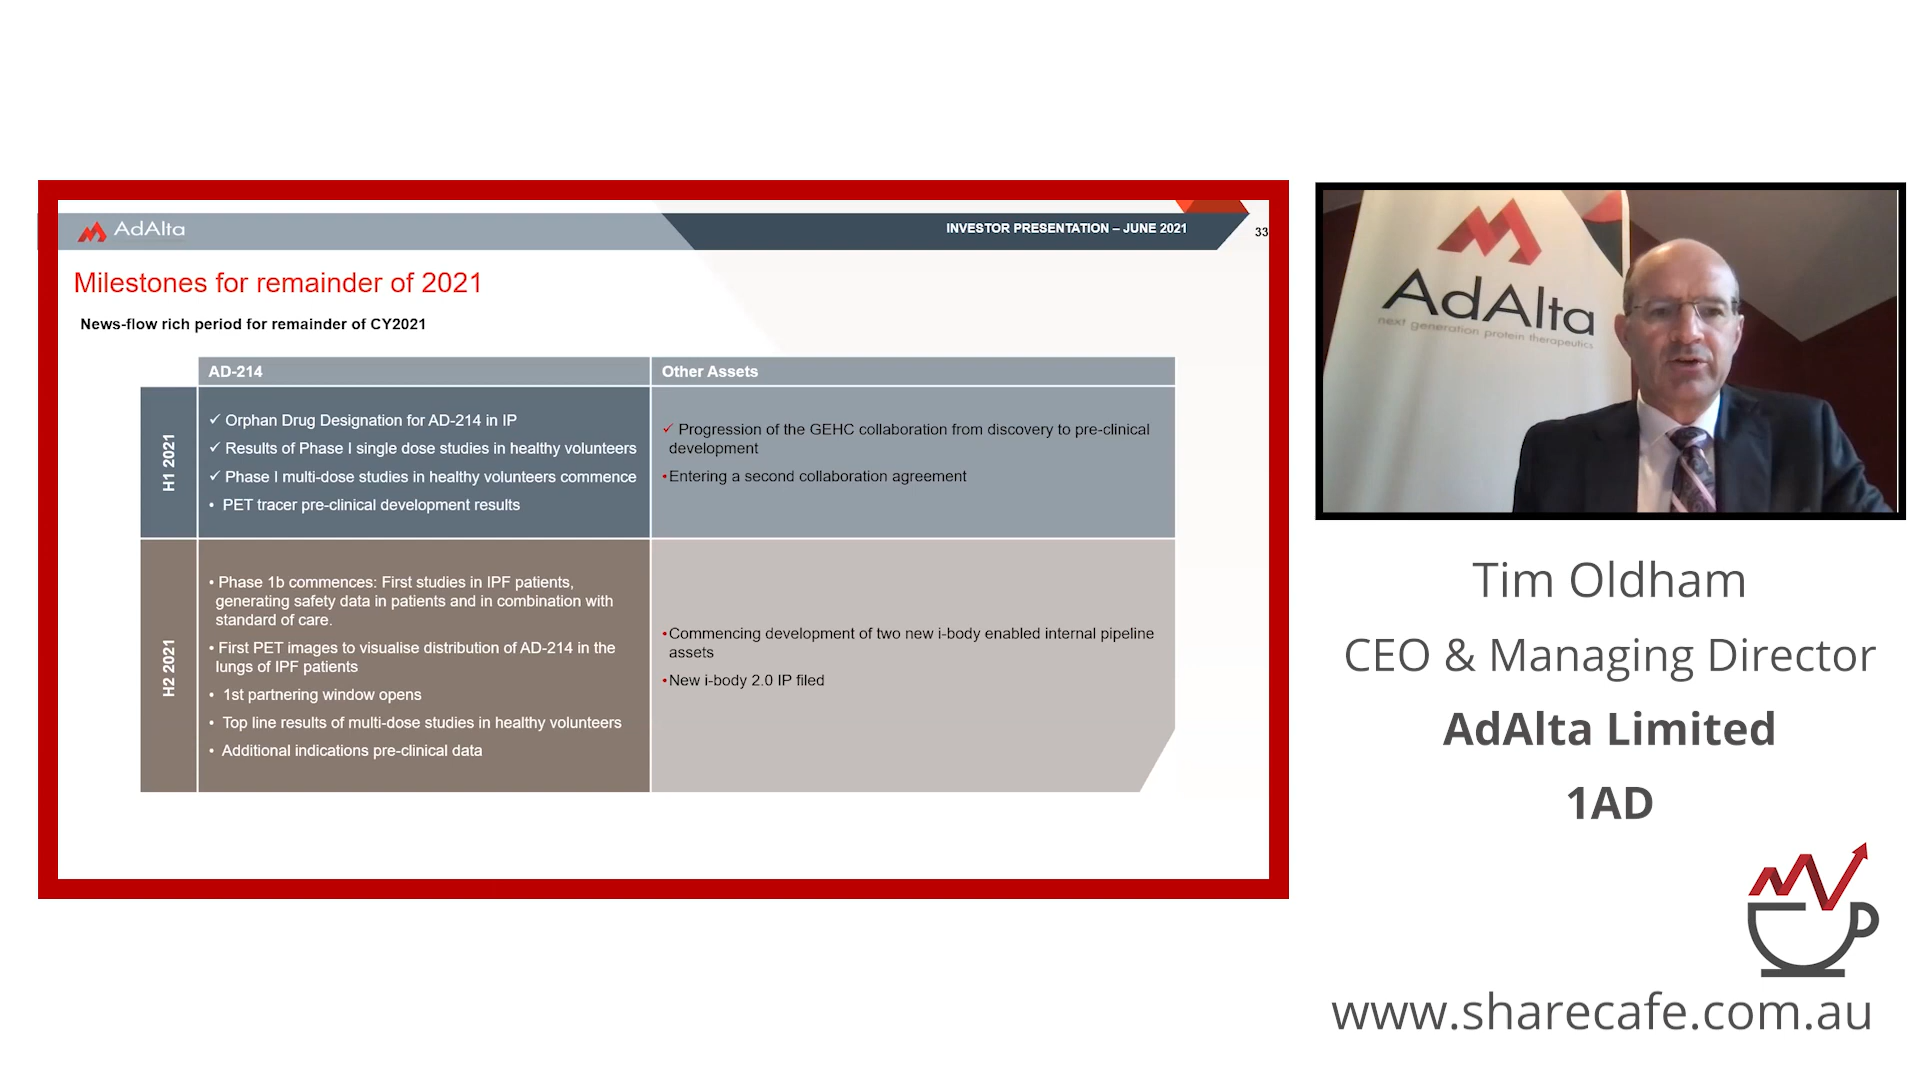 AdAlta
INVESTOR PRESENTATION – JUNE 2021
33
Milestones for remainder of 2021
News-flow rich period for remainder of CY2021
AD-214
Other Assets
H1 2021
✓ Orphan Drug Designation for AD-214 in IP
✓ Results of Phase I single dose studies in healthy volunteers
✓ Phase I multi-dose studies in healthy volunteers commence
• PET tracer pre-clinical development results
✓ Progression of the GEHC collaboration from discovery to pre-clinical
development
• Entering a second collaboration agreement
H2 2021
• Phase 1b commences: First studies in IPF patients,
generating safety data in patients and in combination with
standard of care.
• First PET images to visualise distribution of AD-214 in the
lungs of IPF patients
• 1st partnering window opens
• Top line results of multi-dose studies in healthy volunteers
• Additional indications pre-clinical data
• Commencing development of two new i-body enabled internal pipeline
assets
• New i-body 2.0 IP filed
AdAlta
next generation protein therapeutics
Tim Oldham
CEO & Managing Director
AdAlta Limited
1AD
www.sharecafe.com.au